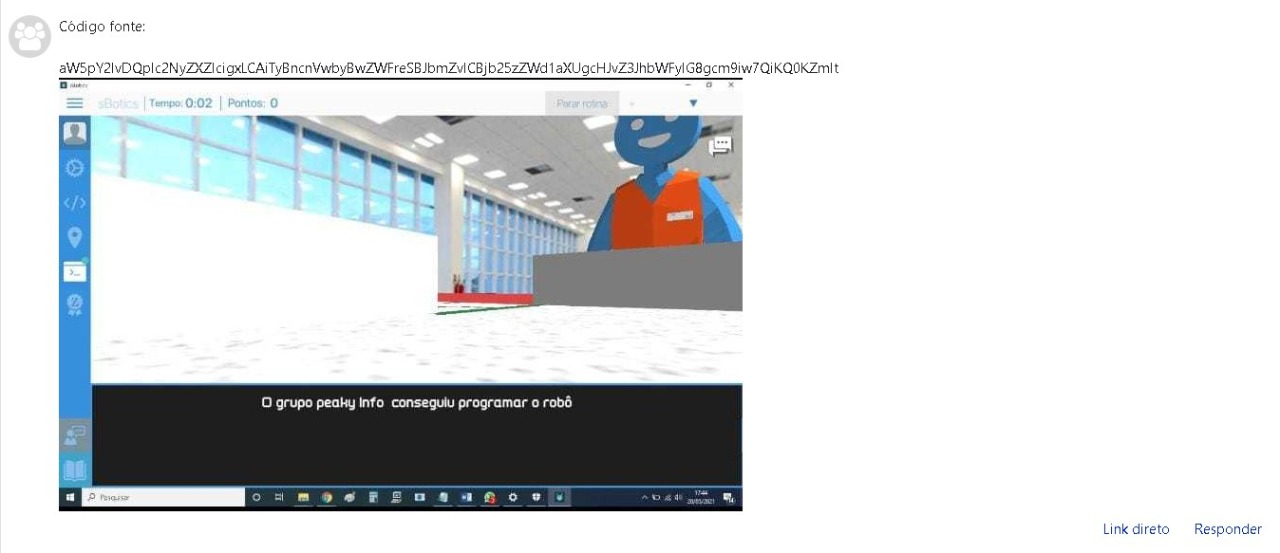 Código fonte:
aW5pY2lvDQplc2NyZXZlcigxLCAiTyBncnVwbyBwZWFreSBJbmZvICBjb25zZWd1aXUgcHJvZ3JhbWFyIG8gcm9iw7QiKQ0KZmlt
sBotics
sBotics Tempo: 0:02 Pontos: 0 Parar rotina
O grupo peaky Info conseguiu programar o robô
Pesquisar
17:44
20/05/2021
Link direto Responder